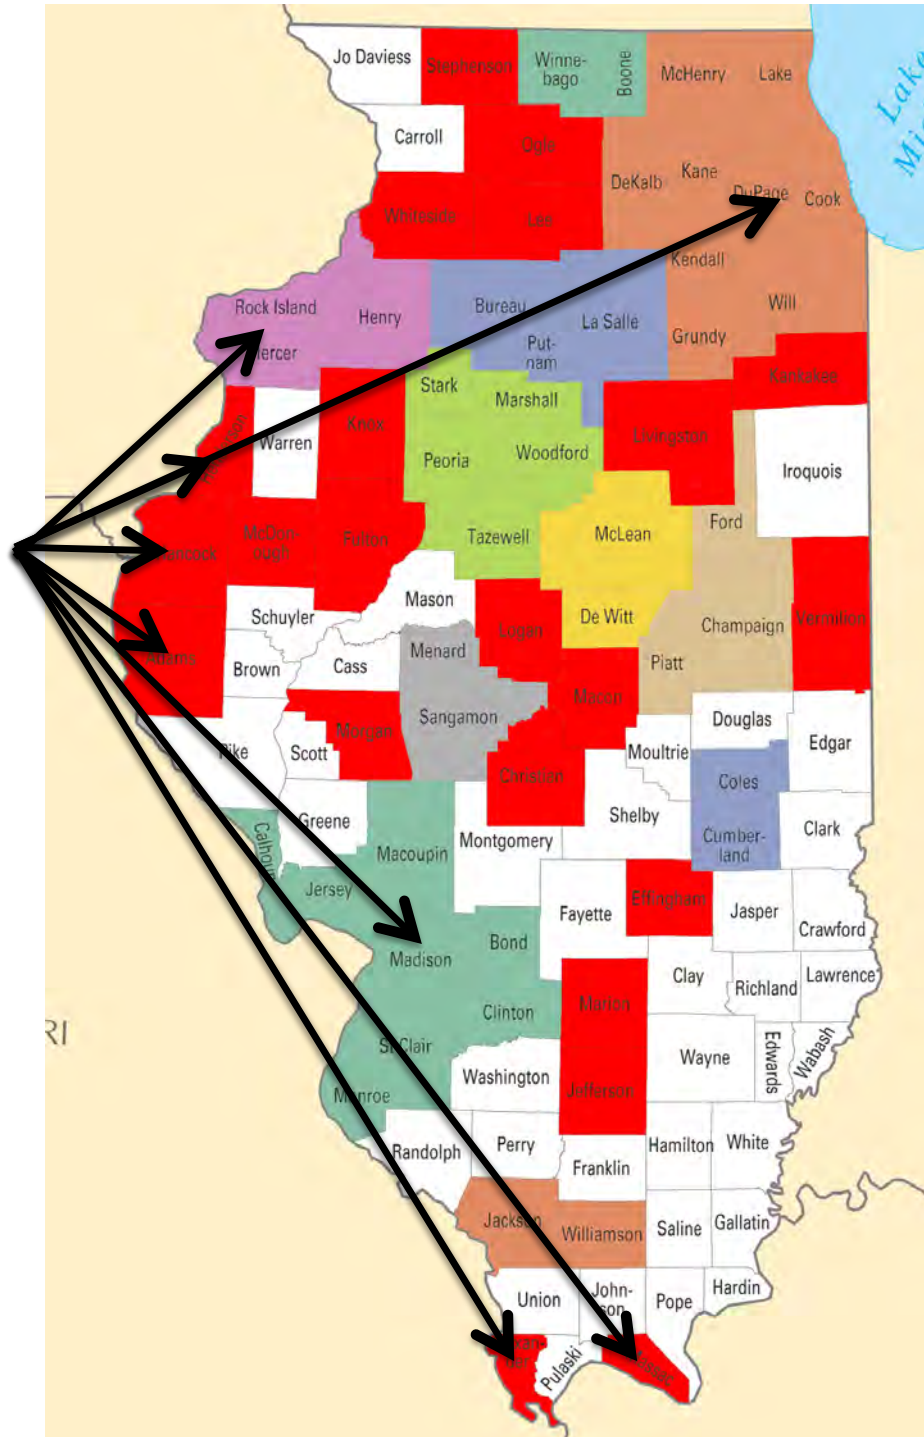 Jo Daviess
Stephenson
Winne-
bago
Boone
McHenry
Lake
Lake
Mi
Carroll
Ogle
DeKalb
Kane
DuPage
Cook
Whiteside
Lee
Kendall
Rock Island
Henry
Bureau
La Salle
Will
Put-
nam
Grundy
Mercer
Stark
Marshall
Kankakee
Warren
Knox
Livingston
Peoria
Woodford
Iroquois
Ford
Hancock
McDon-
ough
Fulton
Tazewell
McLean
Schuyler
Mason
De Witt
Champaign
Vermilion
Logan
Adams
Brown
Cass
Menard
Piatt
Macon
Pike
Scott
Morgan
Sangamon
Douglas
Moultrie
Edgar
Christian
Coles
Greene
Shelby
Calhoun
Macoupin
Montgomery
Cumber-
land
Clark
Jersey
Effingham
Fayette
Jasper
Crawford
Bond
Madison
Clay
Richland
Lawrence
Marion
Clinton
RI
St Clair
Wayne
Edwards
Wabash
Washington
Jefferson
Monroe
Randolph
Perry
Hamilton
White
Franklin
Jackson
Williamson
Saline
Gallatin
Union
John-
son
Pope
Hardin
Pulaski
Massac